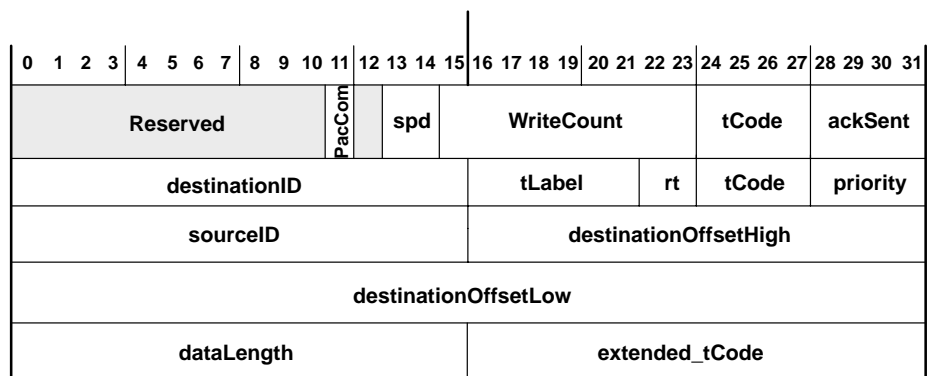 0 1 2 3 4 5 6 7 8 9 10 11 12 13 14 15 16 17 18 19 20 21 22 23 24 25 26 27 28 29 30 31
Reserved PacCom spd WriteCount tCode ackSent
destinationID tLabel rt tCode priority
sourceID destinationOffsetHigh
destinationOffsetLow
dataLength extended_tCode